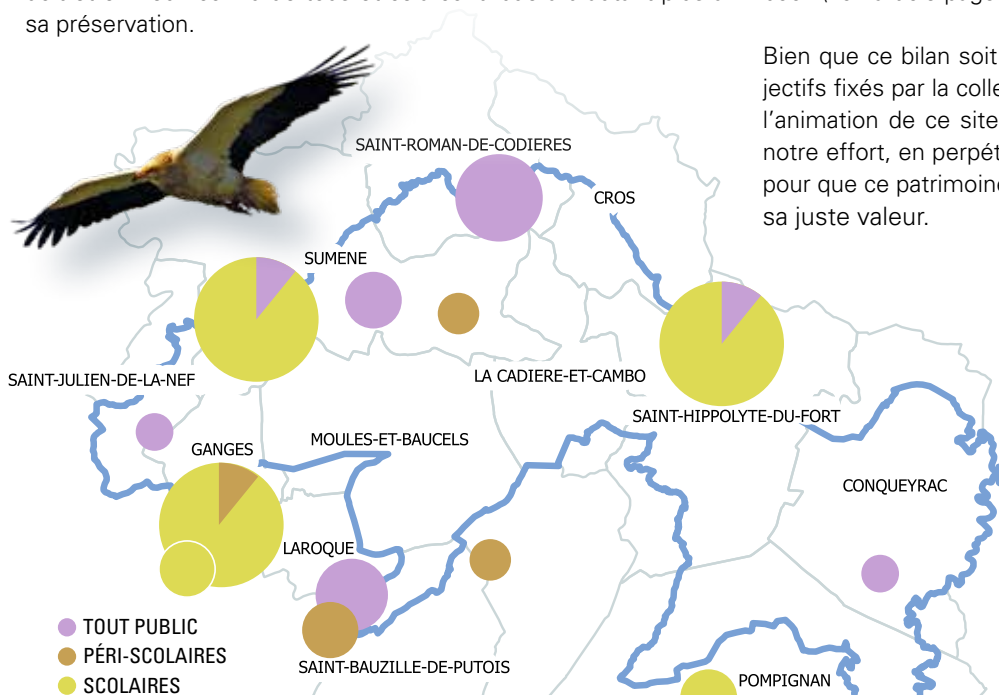 sa préservation.
Bien que ce bilan soit
jectifs fixés par la colle
l'animation de ce site
notre effort, en perpét
pour que ce patrimoine
sa juste valeur.
SAINT-ROMAN-DE-CODIERES
CROS
SUMENE
SAINT-JULIEN-DE-LA-NEF
LA CADIERE-ET-CAMBO
SAINT-HIPPOLYTE-DU-FORT
GANGES
MOULES-ET-BAUCELS
CONQUEYRAC
LAROQUE
SAINT-BAUZILLE-DE-PUTOIS
POMPIGNAN
TOUT PUBLIC
PÉRI-SCOLAIRES
SCOLAIRES